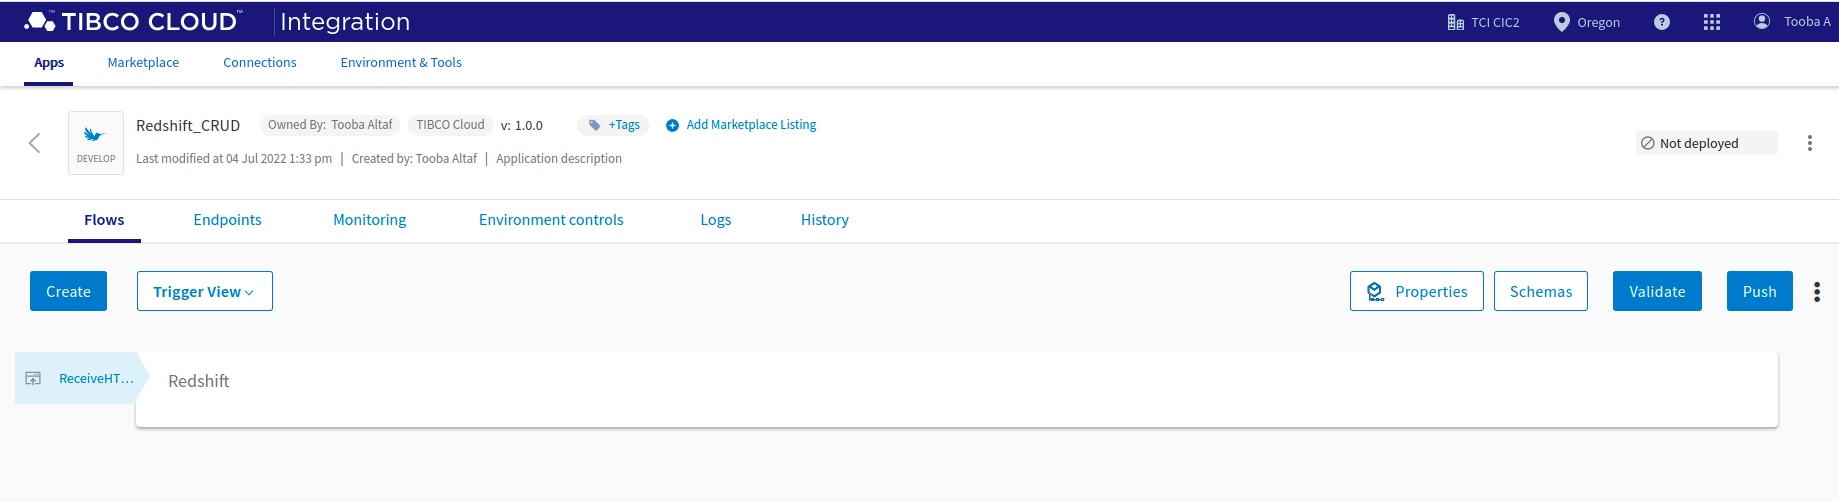 TIBCO CLOUD™ Integration TCI CIC2 Oregon ? Tooba A
Apps Marketplace Connections Environment & Tools
Redshift_CRUD Owned By: Tooba Altaf TIBCO Cloud v: 1.0.0 +Tags Add Marketplace Listing
DEVELOP
Last modified at 04 Jul 2022 1:33 pm | Created by: Tooba Altaf | Application description
Not deployed
Flows Endpoints Monitoring Environment controls Logs History
Create Trigger View Properties Schemas Validate Push
ReceiveHT... Redshift